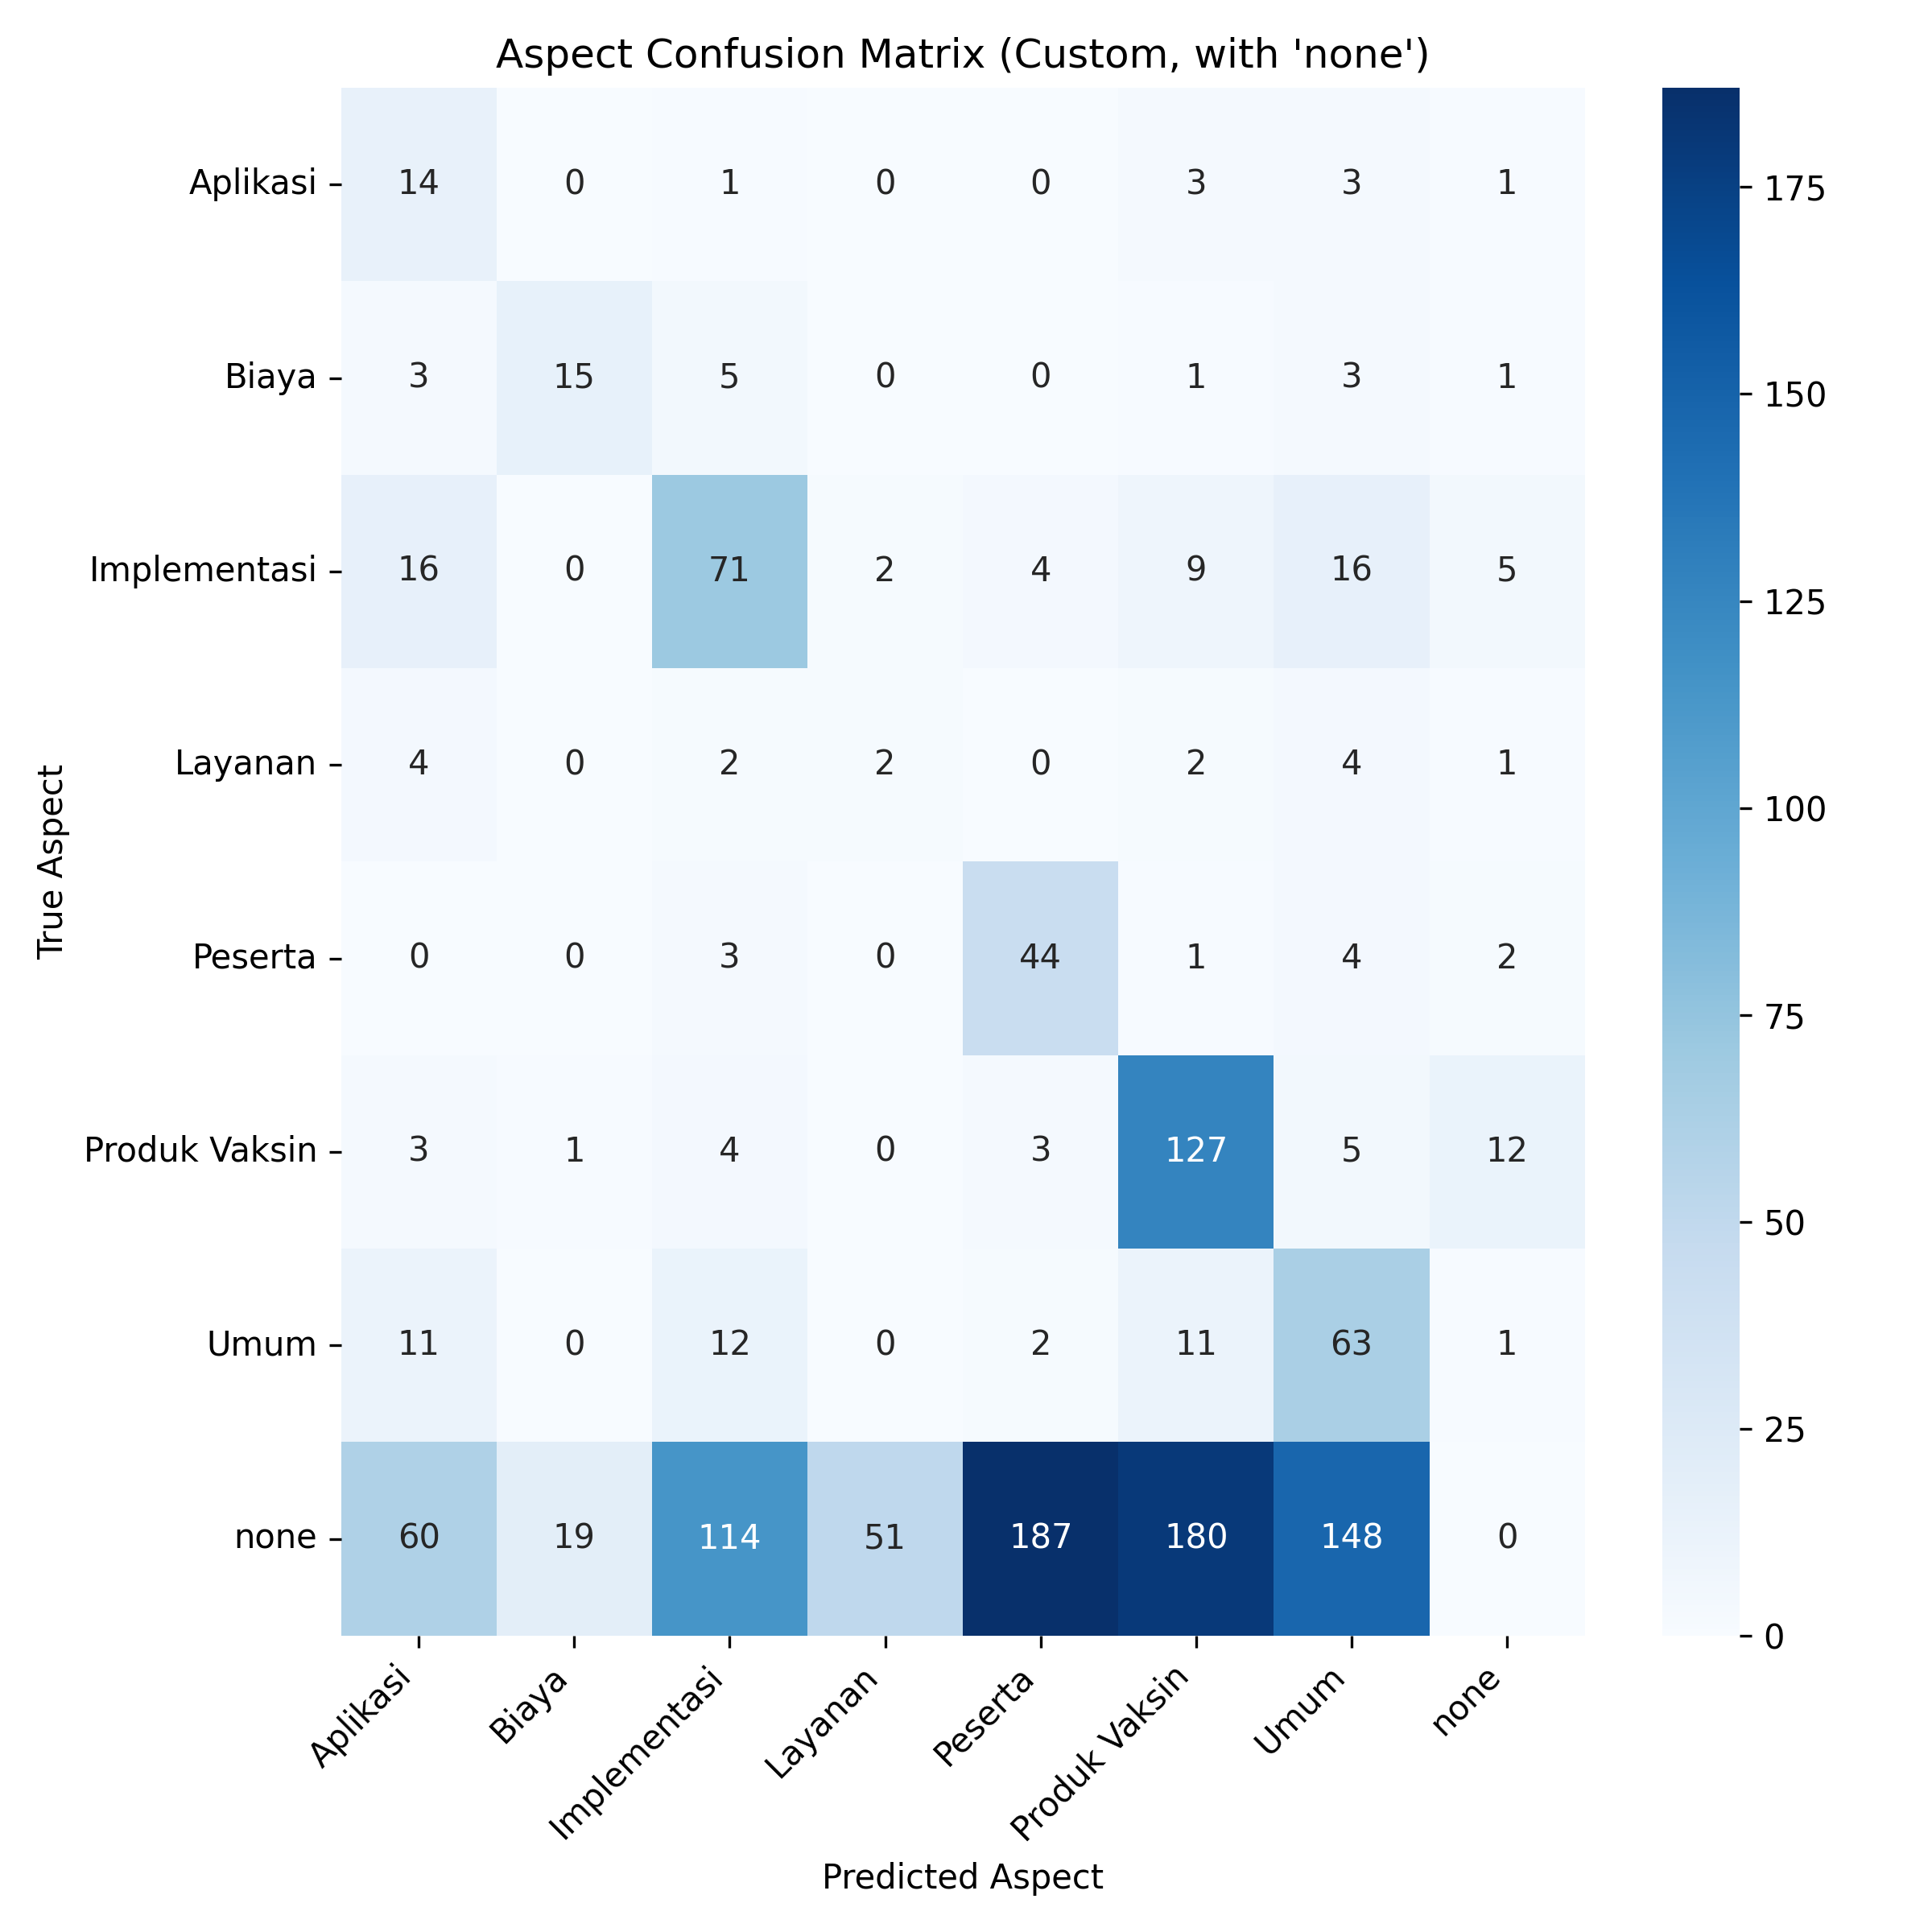 Aspect Confusion Matrix (Custom, with 'none')
Aplikasi 14 0 1 0 0 3 3 1
Biaya 3 15 5 0 0 1 3 1
Implementasi 16 0 71 2 4 9 16 5
Layanan 4 0 2 2 0 2 4 1
Peserta 0 0 3 0 44 1 4 2
Produk Vaksin 3 1 4 0 3 127 5 12
Umum 11 0 12 0 2 11 63 1
none 60 19 114 51 187 180 148 0
True Aspect
Aplikasi Biaya Implementasi Layanan Peserta Produk Vaksin Umum none
Predicted Aspect
175
150
125
100
75
50
25
0